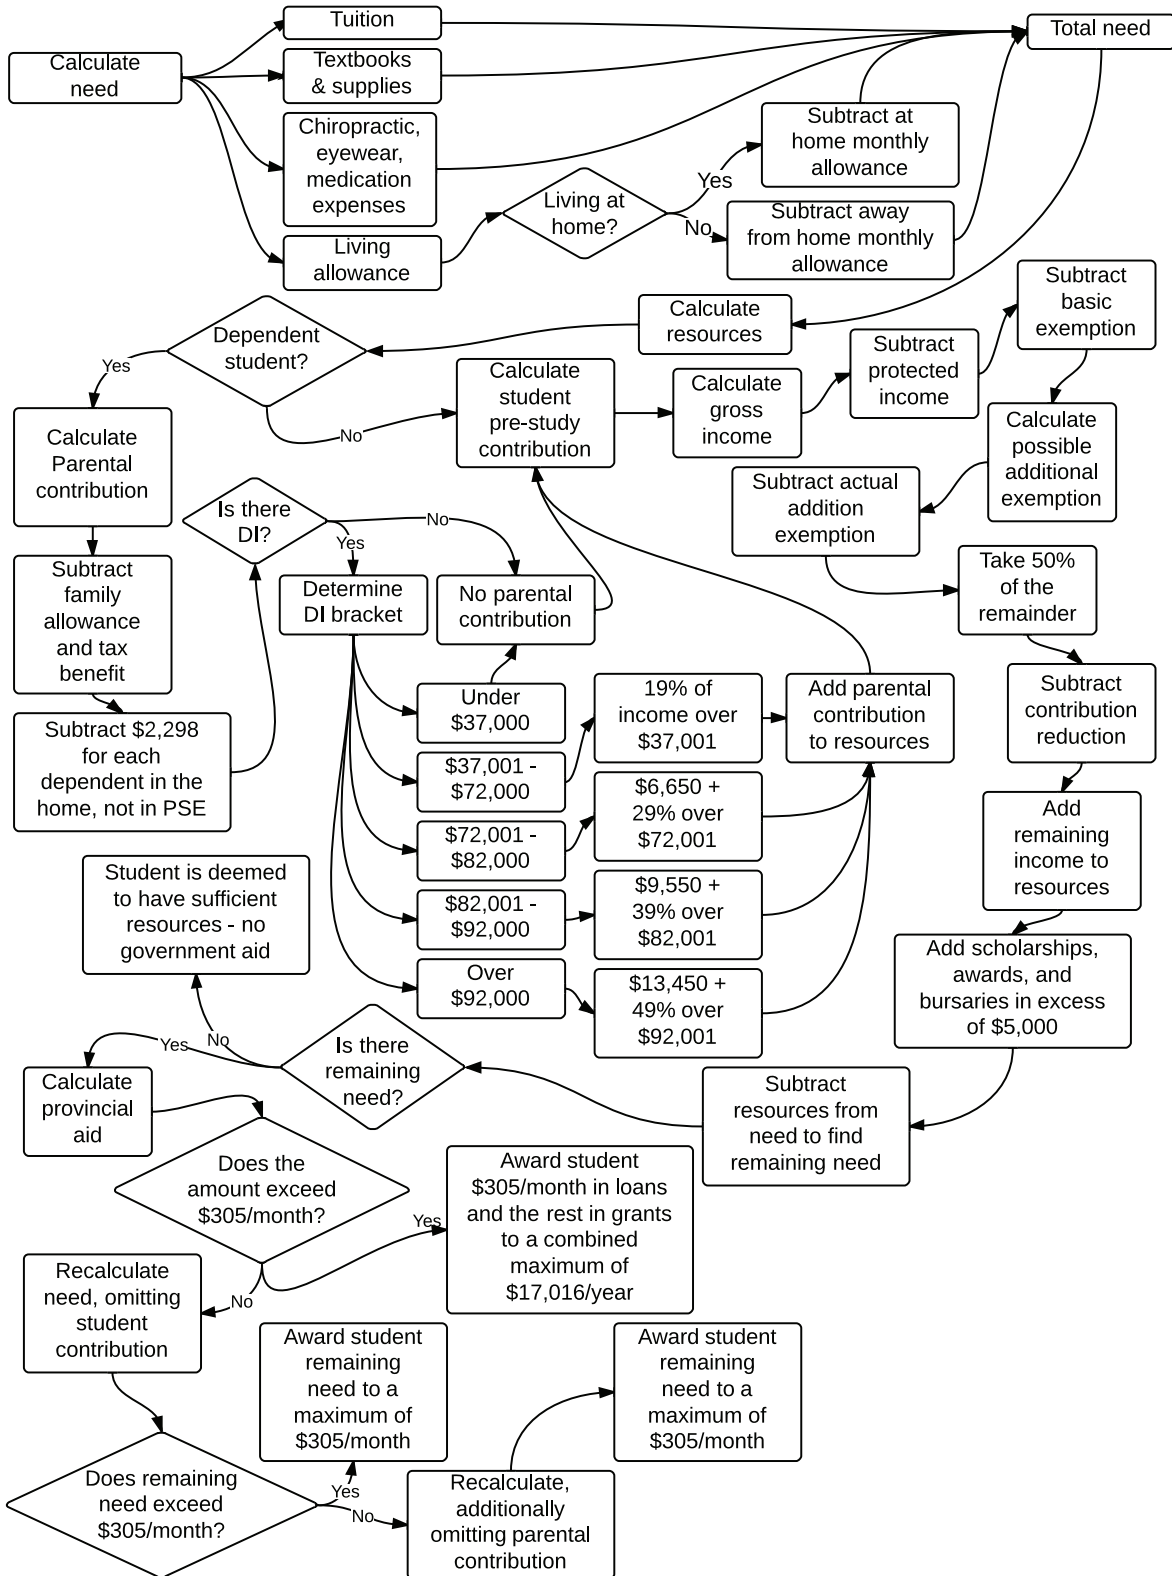 Calculate
need
Tuition
Textbooks
& supplies
Chiropractic,
eyewear,
medication
expenses
Living
allowance
Living at
home?
Yes
No
Subtract at
home monthly
allowance
Subtract away
from home monthly
allowance
Total need
Calculate
resources
Dependent
student?
Yes
No
Calculate
Parental
contribution
Subtract
family
allowance
and tax
benefit
Subtract $2,298
for each
dependent in the
home, not in PSE
Is there
DI?
Yes
No
Determine
DI bracket
No parental
contribution
Under
$37,000
$37,001 -
$72,000
$72,001 -
$82,000
$82,001 -
$92,000
Over
$92,000
19% of
income over
$37,001
$6,650 +
29% over
$72,001
$9,550 +
39% over
$82,001
$13,450 +
49% over
$92,001
Add parental
contribution
to resources
Calculate
student
pre-study
contribution
Calculate
gross
income
Subtract
protected
income
Subtract
basic
exemption
Calculate
possible
additional
exemption
Subtract actual
addition
exemption
Take 50%
of the
remainder
Subtract
contribution
reduction
Add
remaining
income to
resources
Add scholarships,
awards, and
bursaries in excess
of $5,000
Subtract
resources from
need to find
remaining need
Is there
remaining
need?
No
Yes
Student is deemed
to have sufficient
resources - no
government aid
Calculate
provincial
aid
Does the
amount exceed
$305/month?
Yes
No
Award student
$305/month in loans
and the rest in grants
to a combined
maximum of
$17,016/year
Recalculate
need, omitting
student
contribution
Does remaining
need exceed
$305/month?
Yes
No
Award student
remaining
need to a
maximum of
$305/month
Recalculate,
additionally
omitting parental
contribution
Award student
remaining
need to a
maximum of
$305/month